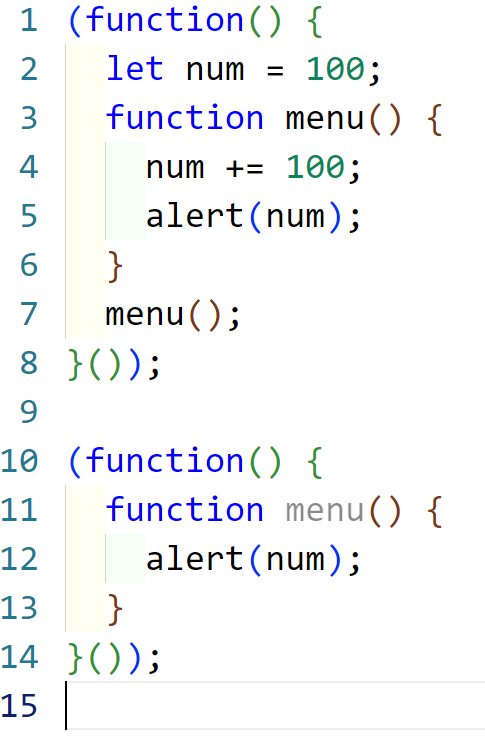 1 (function() {
2   let num = 100;
3   function menu() {
4     num += 100;
5     alert(num);
6   }
7   menu();
8 }());
9
10 (function() {
11   function menu() {
12     alert(num);
13   }
14 }());
15